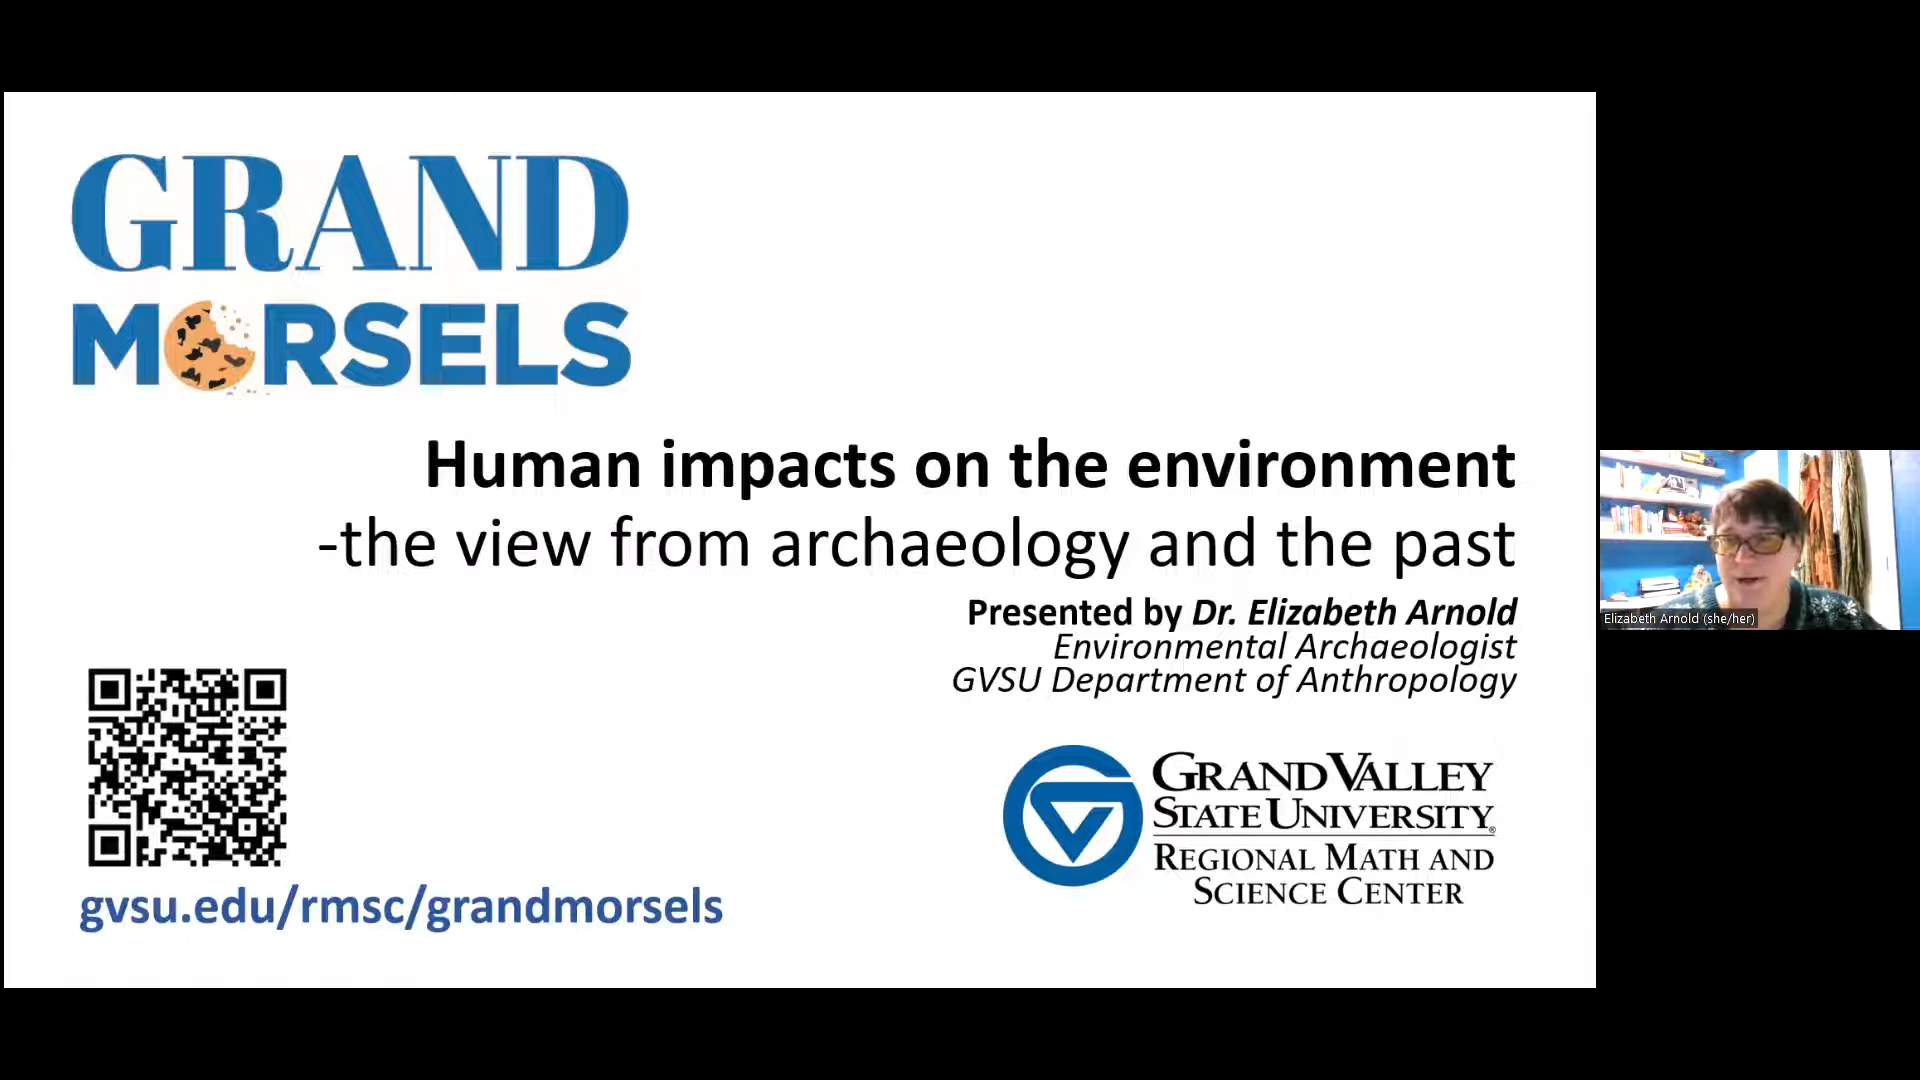 GRAND
MORSELS
Human impacts on the environment
-the view from archaeology and the past
Presented by Dr. Elizabeth Arnold
Environmental Archaeologist
GVSU Department of Anthropology
GRAND VALLEY
STATE UNIVERSITY®
REGIONAL MATH AND
SCIENCE CENTER
gvsu.edu/rmsc/grandmorsels
Elizabeth Arnold (she/her)